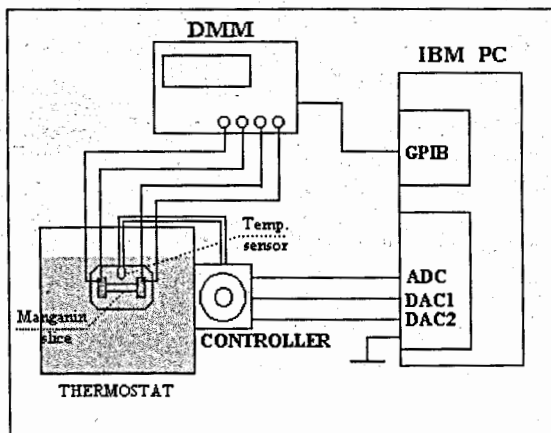 DMM
IBM PC
GPIB
Temp.
sensor
ADC
DAC1
DAC2
Manganin
slice
CONTROLLER
THERMOSTAT